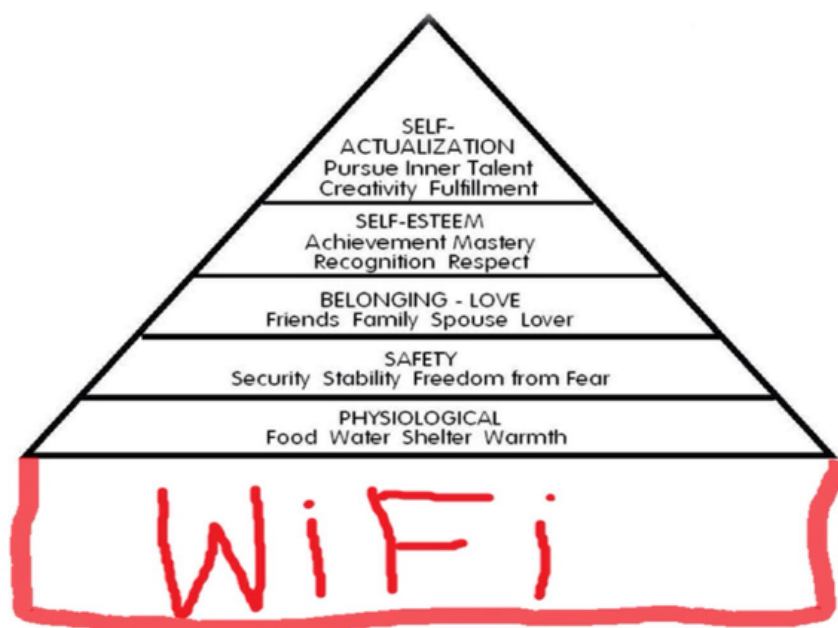 SELF-
ACTUALIZATION
Pursue Inner Talent
Creativity Fulfillment
SELF-ESTEEM
Achievement Mastery
Recognition Respect
BELONGING - LOVE
Friends Family Spouse Lover
SAFETY
Security Stability Freedom from Fear
PHYSIOLOGICAL
Food Water Shelter Warmth
WiFi